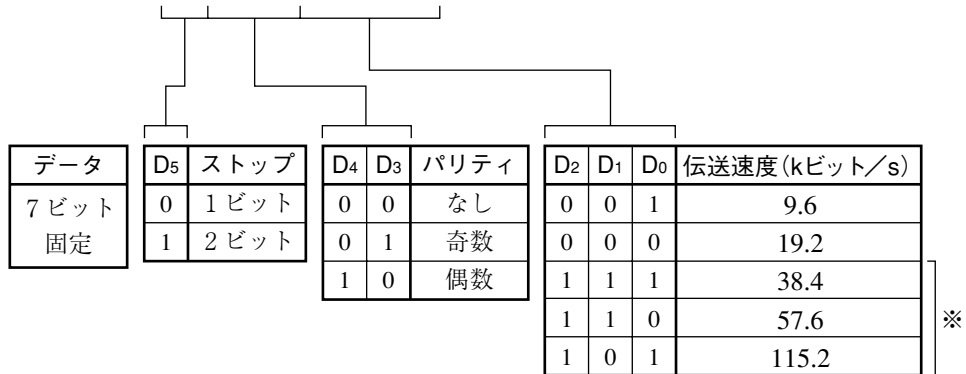 データ D5 ストップ D4 D3 パリティ D2 D1 D0 伝送速度(kビット/s)
7ビット 固定 0 1ビット 0 0 なし 0 0 1 9.6
1 2ビット 0 1 奇数 0 0 0 19.2
1 0 偶数 1 1 1 38.4
1 1 0 57.6 ※
1 0 1 115.2